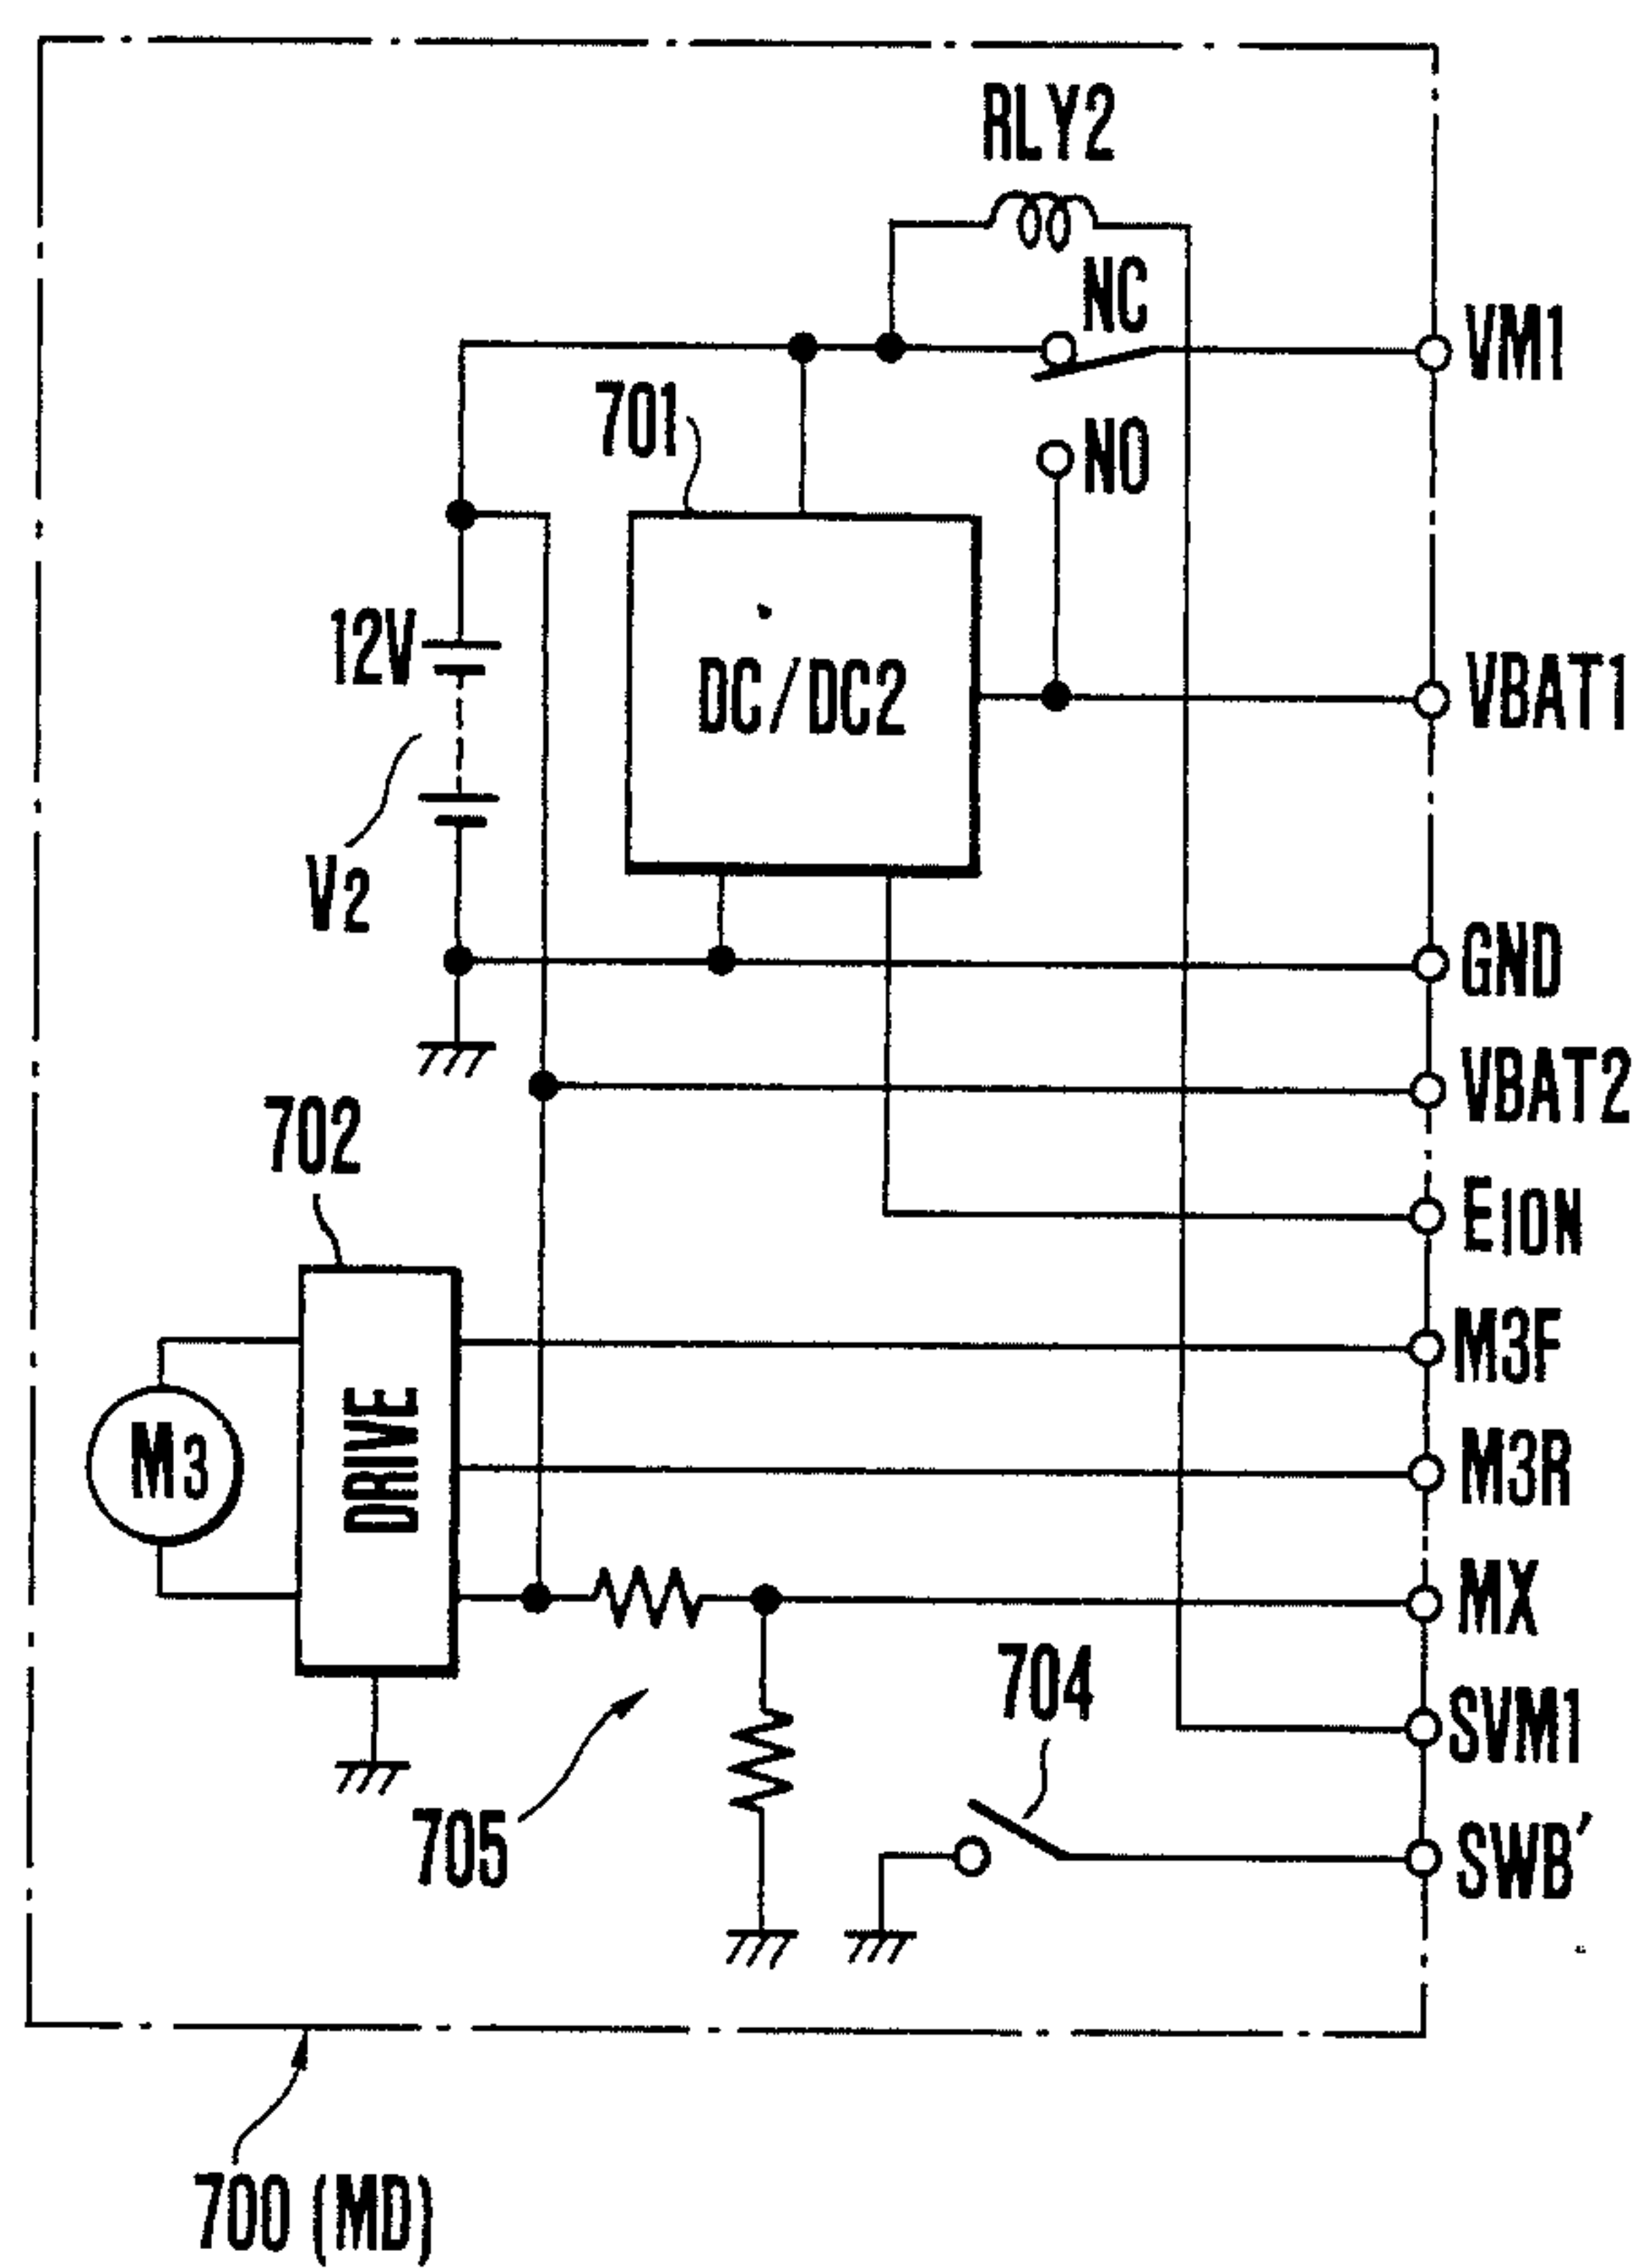 RLY2
NC
VM1
701
NO
12V
DC/DC2
VBAT1
V2
GND
VBAT2
702
E1ON
M3F
M3
DRIVE
M3R
MX
704
SVM1
705
SWB'
700 (MD)